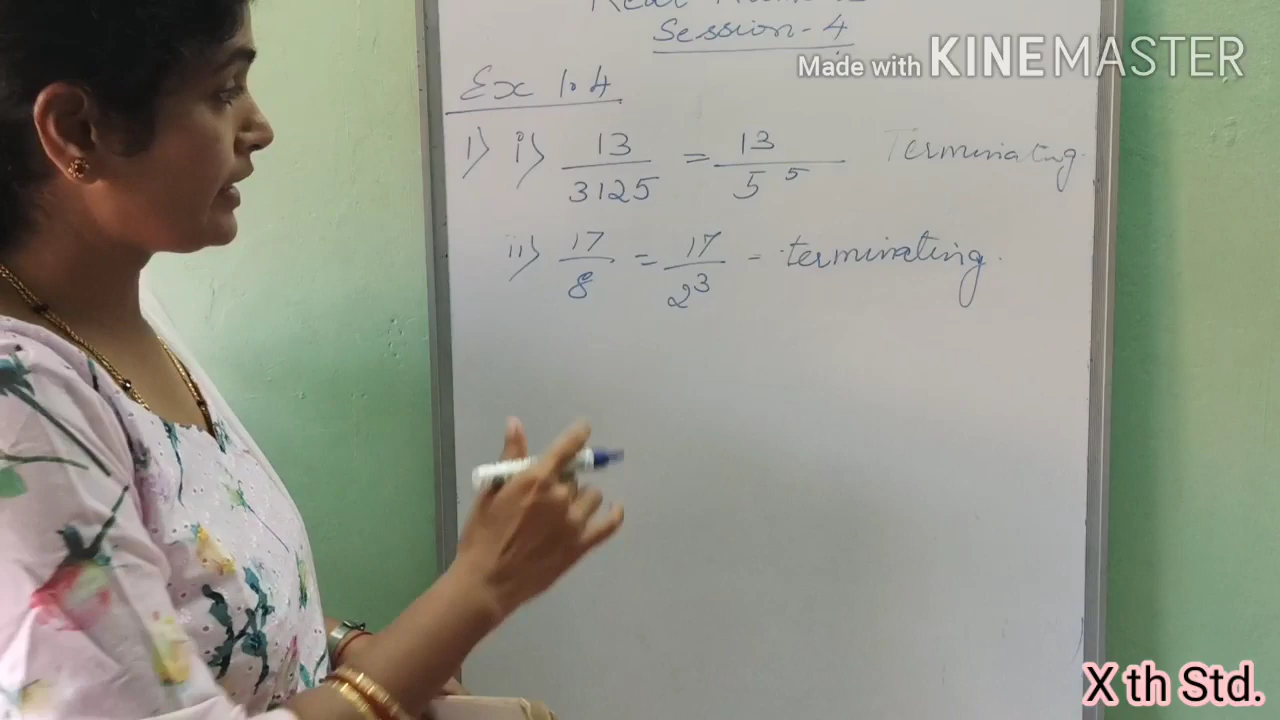 Session - 4
Made with KINEMASTER
Ex 1.4
1) i) 13/3125 = 13/5^5 Terminating.
ii) 17/8 = 17/2^3 - terminating.
X th Std.